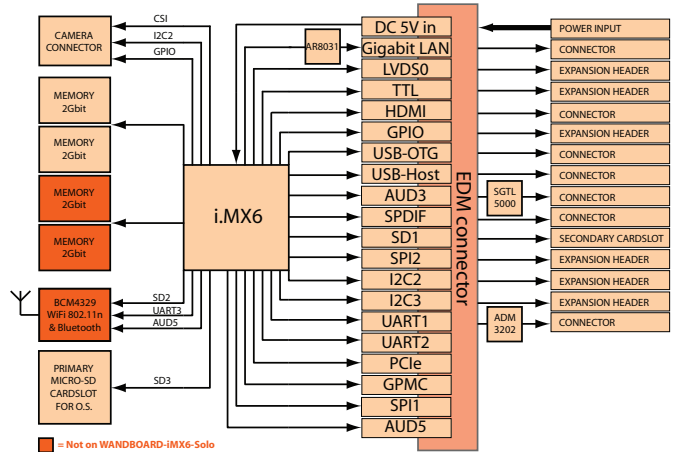 CSI
I2C2
GPIO
CAMERA
CONNECTOR
MEMORY
2Gbit
MEMORY
2Gbit
MEMORY
2Gbit
MEMORY
2Gbit
BCM4329
WiFi 802.11n
& Bluetooth
SD2
UART3
AUD5
PRIMARY
MICRO-SD
CARDSLOT
FOR O.S.
SD3
= Not on WANDBOARD-iMX6-Solo
i.MX6
AR8031
DC 5V in
Gigabit LAN
LVDS0
TTL
HDMI
GPIO
USB-OTG
USB-Host
AUD3
SPDIF
SD1
SPI2
I2C2
I2C3
UART1
UART2
PCIe
GPMC
SPI1
AUD5
EDM connector
SGTL
5000
ADM
3202
POWER INPUT
CONNECTOR
EXPANSION HEADER
EXPANSION HEADER
CONNECTOR
EXPANSION HEADER
CONNECTOR
CONNECTOR
CONNECTOR
CONNECTOR
SECONDARY CARDSLOT
EXPANSION HEADER
EXPANSION HEADER
EXPANSION HEADER
CONNECTOR